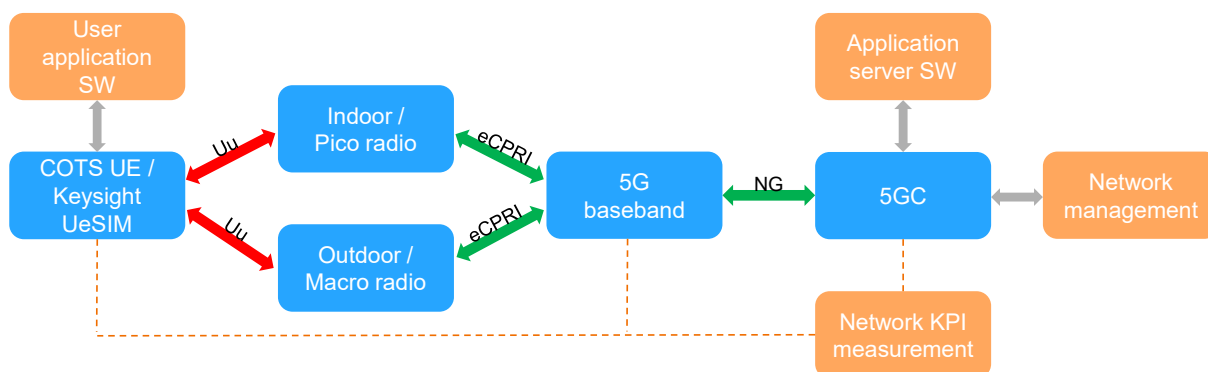 User
application
SW
Application
server SW
Indoor /
Pico radio
Uu
eCPRI
COTS UE /
Keysight
UeSIM
5G
baseband
NG
5GC
Network
management
Uu
eCPRI
Outdoor /
Macro radio
Network KPI
measurement